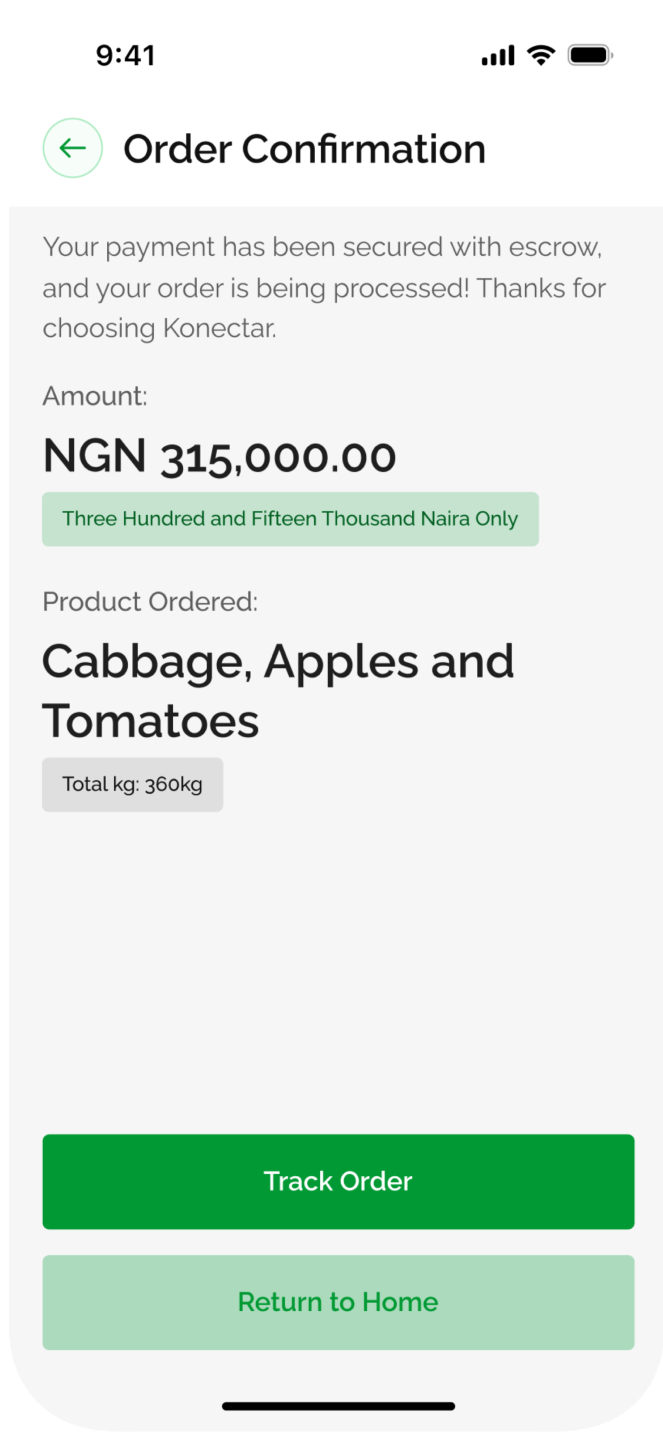 9:41
Order Confirmation
Your payment has been secured with escrow,
and your order is being processed! Thanks for
choosing Konectar.
Amount:
NGN 315,000.00
Three Hundred and Fifteen Thousand Naira Only
Product Ordered:
Cabbage, Apples and
Tomatoes
Total kg: 360kg
Track Order
Return to Home